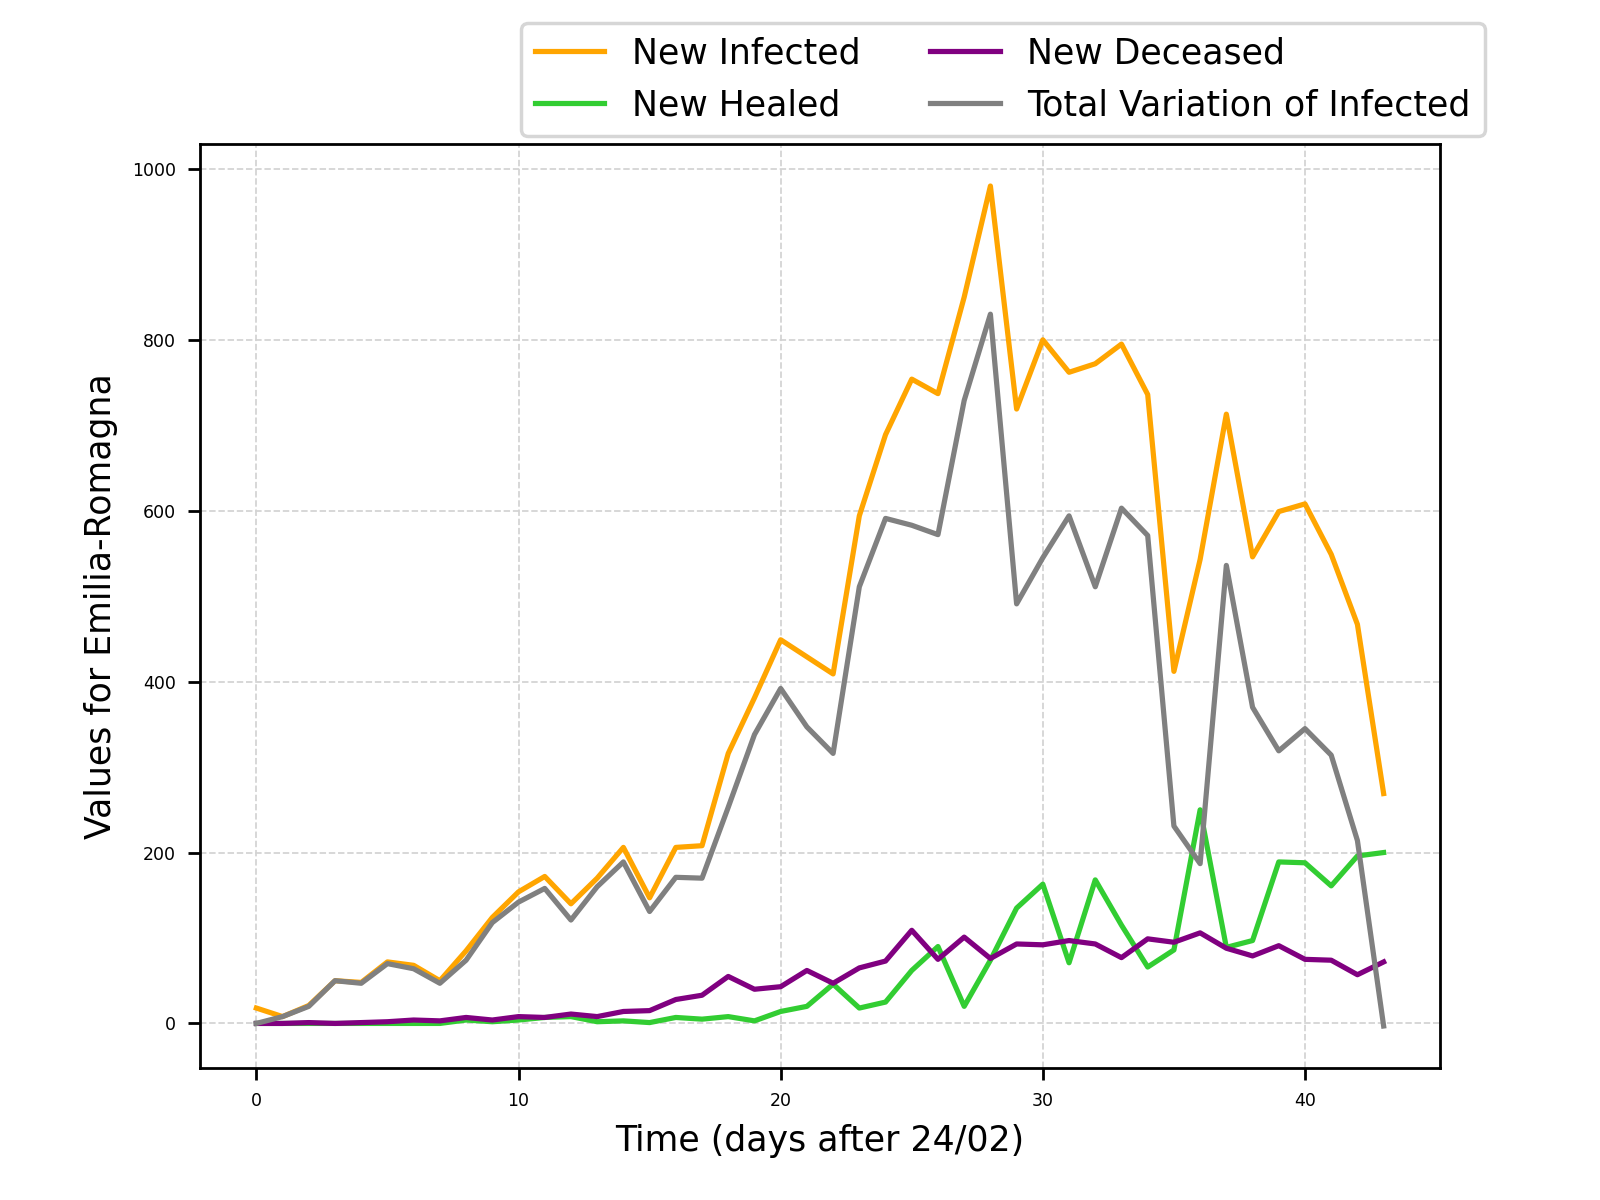 New Infected
New Healed
New Deceased
Total Variation of Infected
Values for Emilia-Romagna
1000
800
600
400
200
0
0 10 20 30 40
Time (days after 24/02)